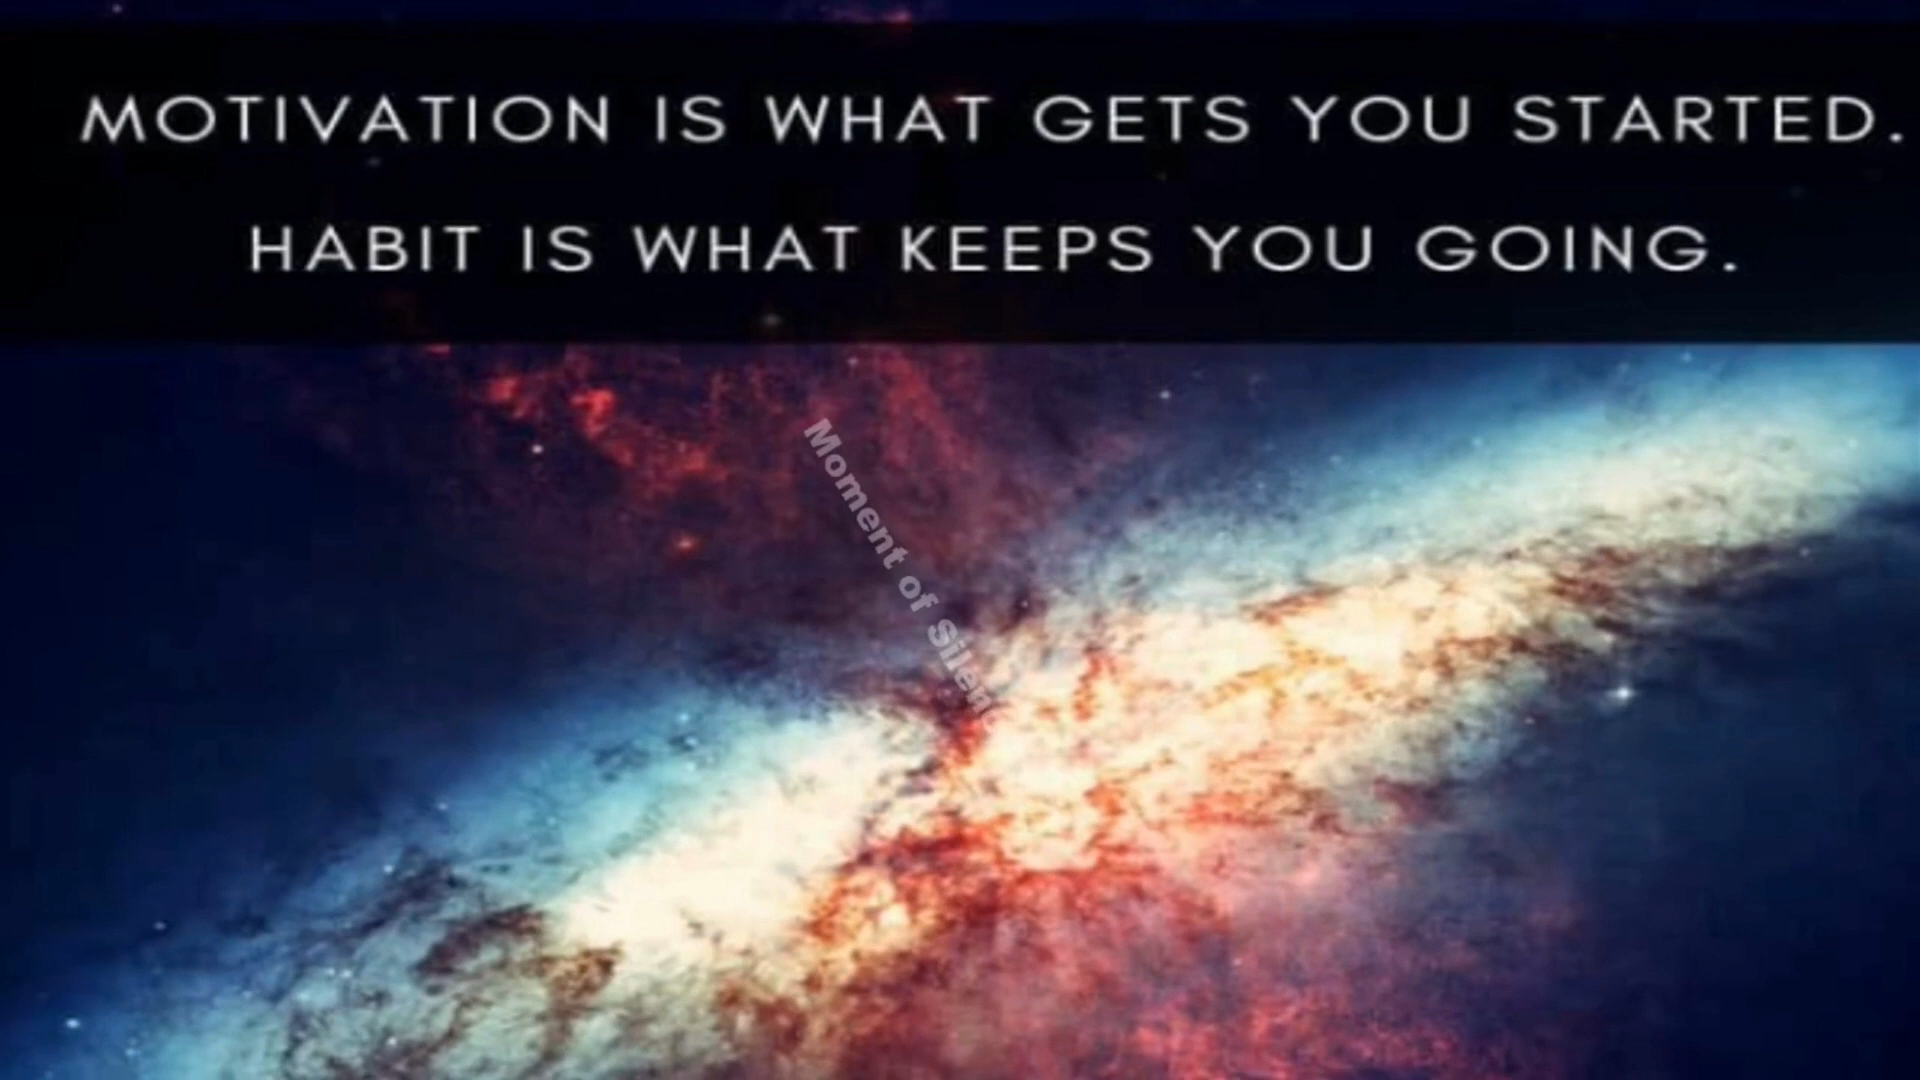 MOTIVATION IS WHAT GETS YOU STARTED.
HABIT IS WHAT KEEPS YOU GOING.
Moment of